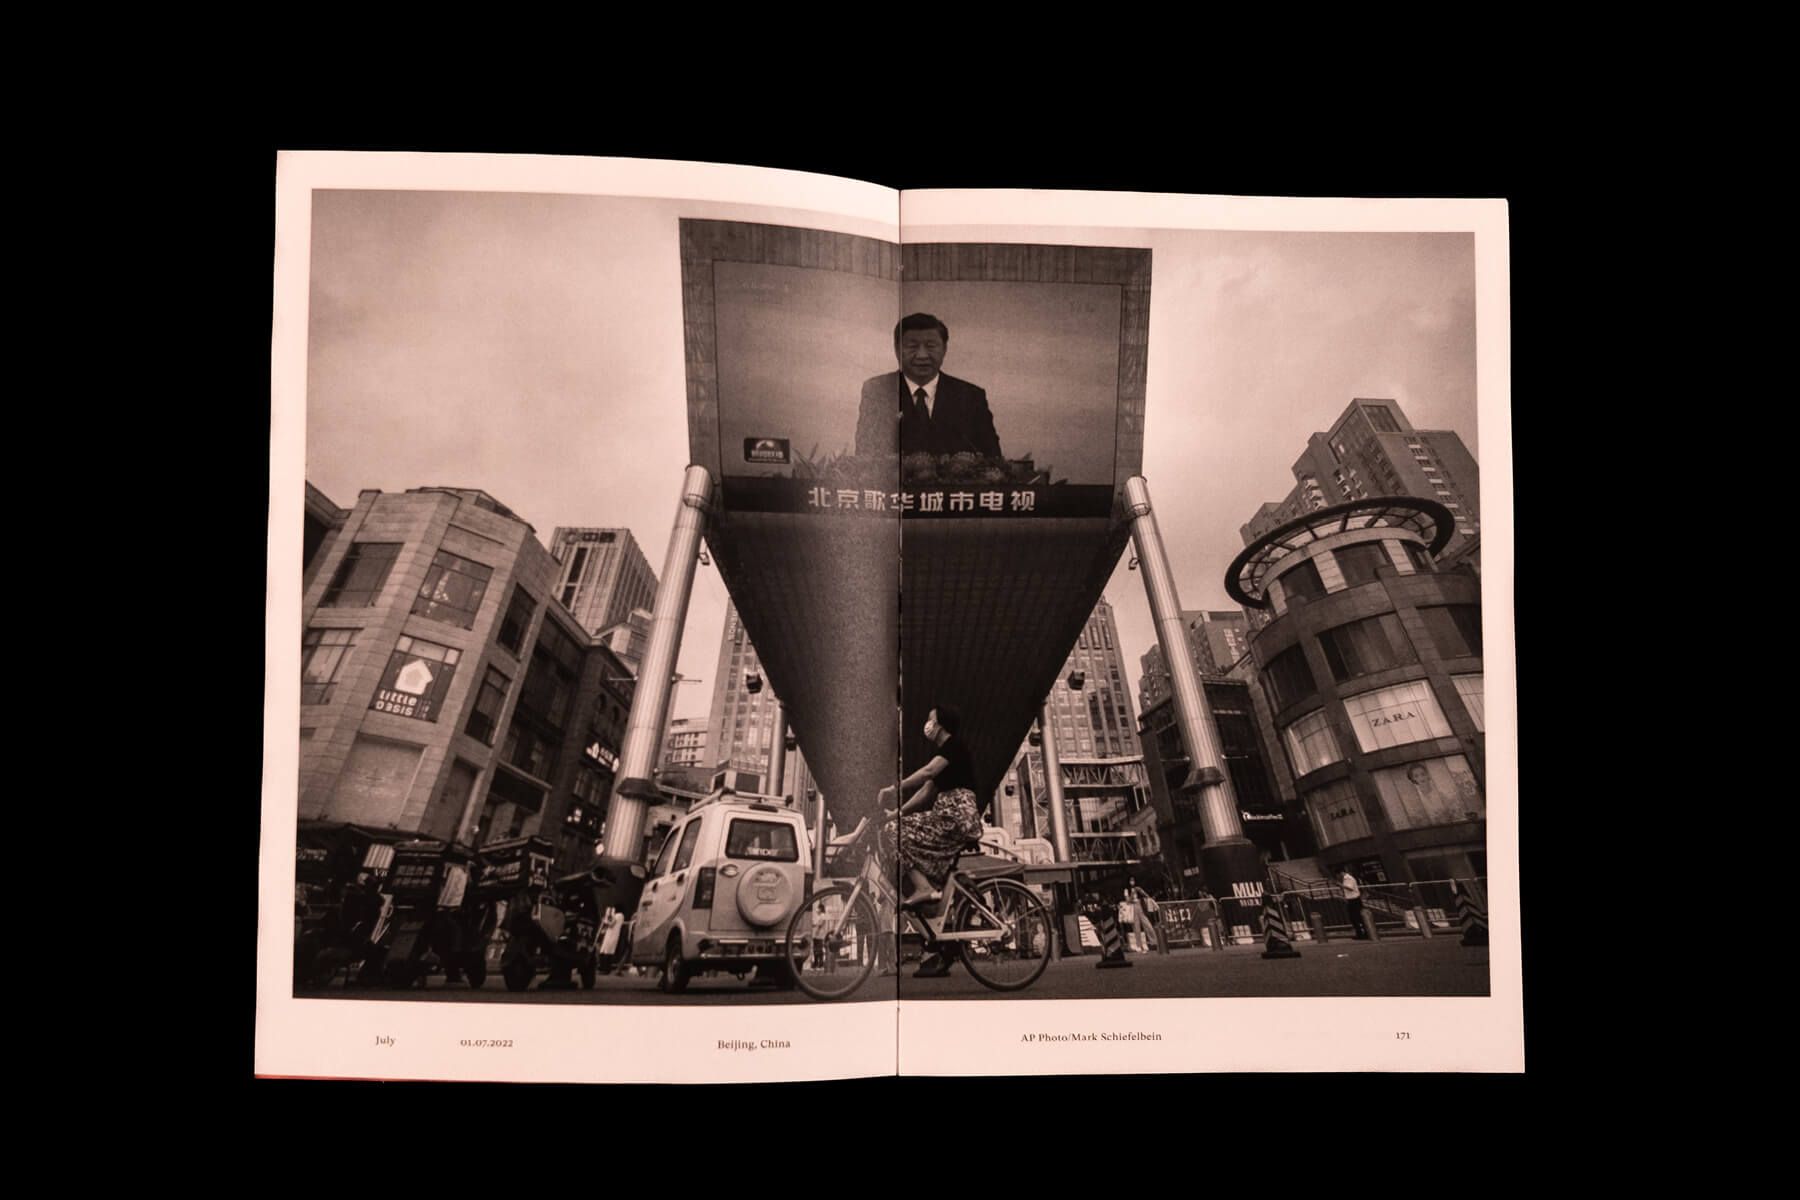 北京歌华城市电视
little
OASIS
ZARA
ZARA
MUJI
出口
July
01.07.2022
Beijing, China
AP Photo/Mark Schiefelbein
171